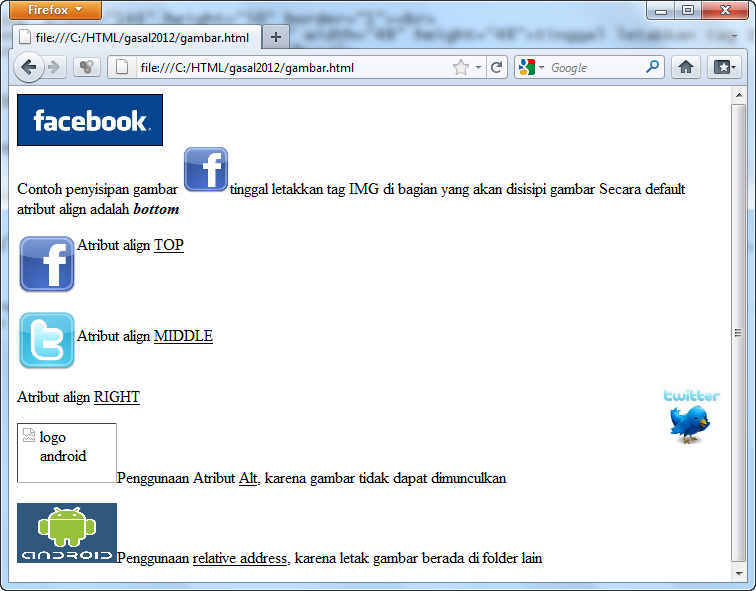 Firefox
file:///C:/HTML/gasal2012/gambar.html
file:///C:/HTML/gasal2012/gambar.html
Google
facebook.
Contoh penyisipan gambar f tinggal letakkan tag IMG di bagian yang akan disisipi gambar Secara default
atribut align adalah bottom
f Atribut align TOP
t Atribut align MIDDLE
Atribut align RIGHT
twitter
logo
android
Penggunaan Atribut Alt, karena gambar tidak dapat dimunculkan
ANDROID
Penggunaan relative address, karena letak gambar berada di folder lain